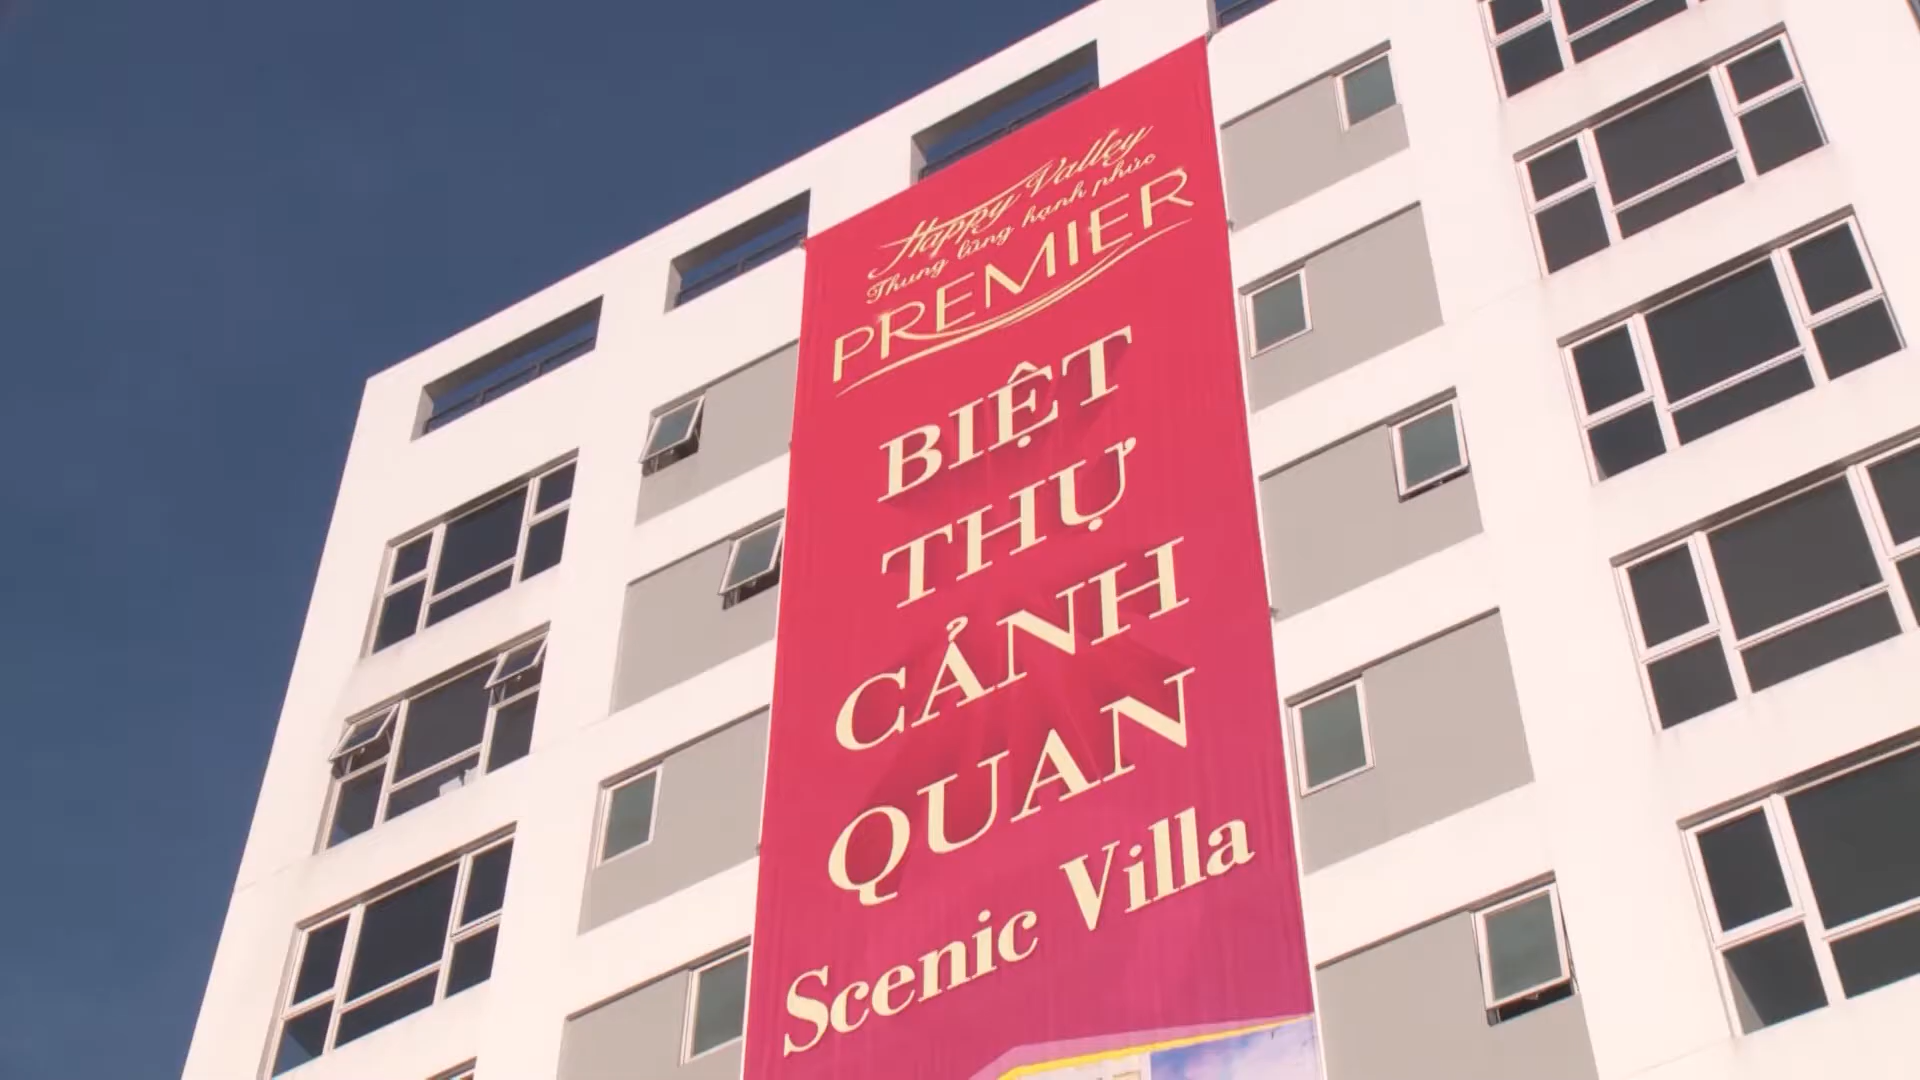 Happy Valley
Thung lũng hạnh phúc
PREMIER
BIỆT
THỰ
CẢNH
QUAN
Scenic Villa